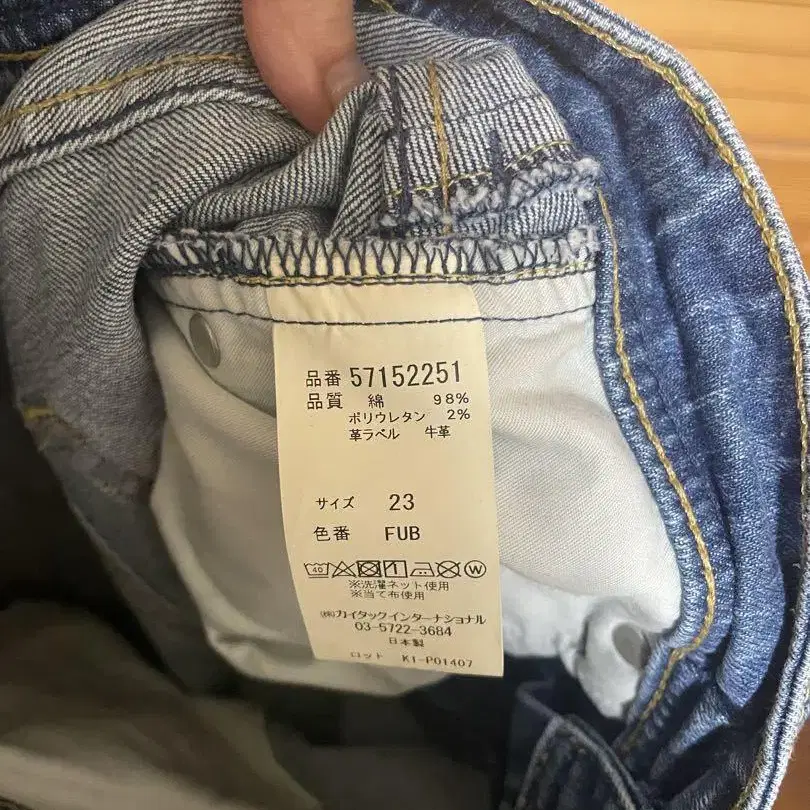 品番 57152251
品質 綿 98%
ポリウレタン 2%
革ラベル 牛革
サイズ 23
色番 FUB
40 W
※洗濯ネット使用
※当て布使用
㈱カイタックインターナショナル
03-5722-3684
日本製
ロット K1-P01407